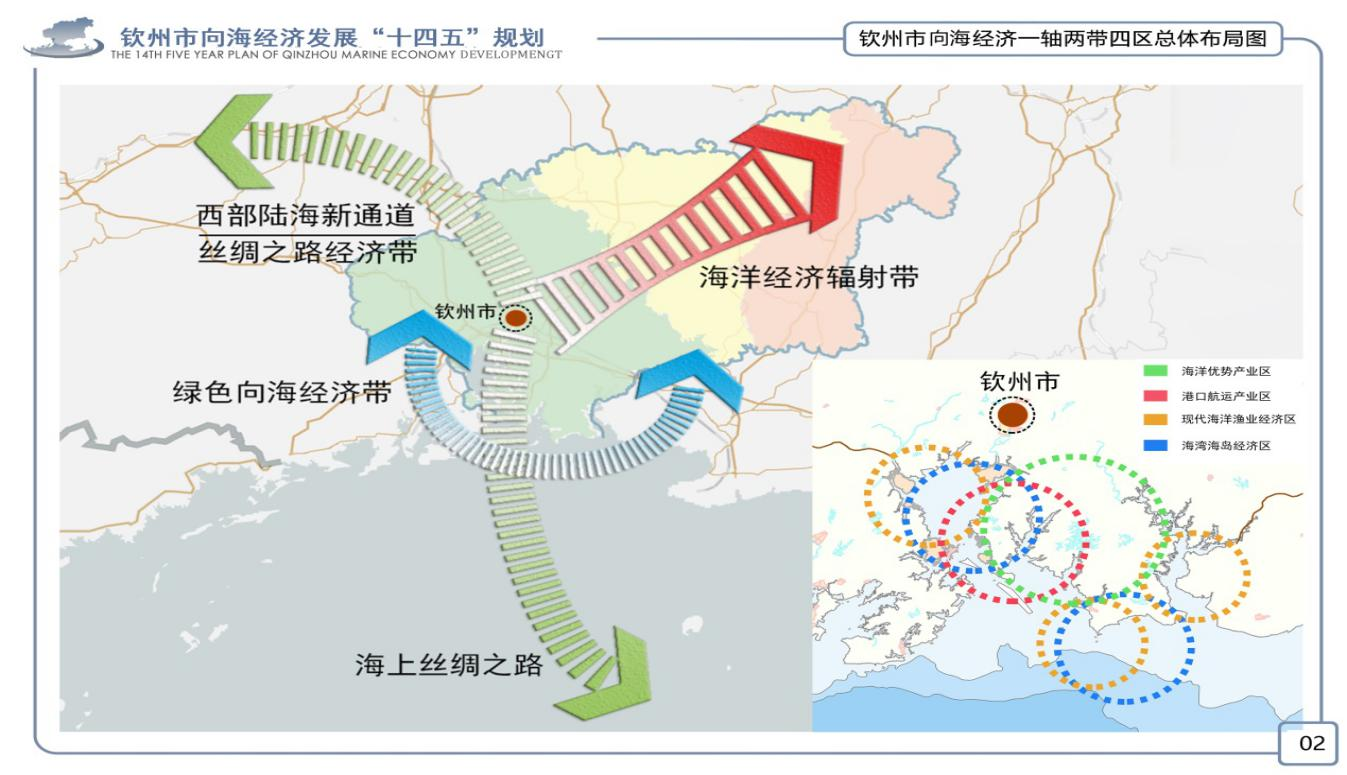 钦州市向海经济发展“十四五”规划
THE 14TH FIVE YEAR PLAN OF QINZHOU MARINE ECONOMY DEVELOPMENGT
钦州市向海经济一轴两带四区总体布局图
西部陆海新通道
丝绸之路经济带
海洋经济辐射带
钦州市
绿色向海经济带
海上丝绸之路
钦州市
海洋优势产业区
港口航运产业区
现代海洋渔业经济区
海湾海岛经济区
02